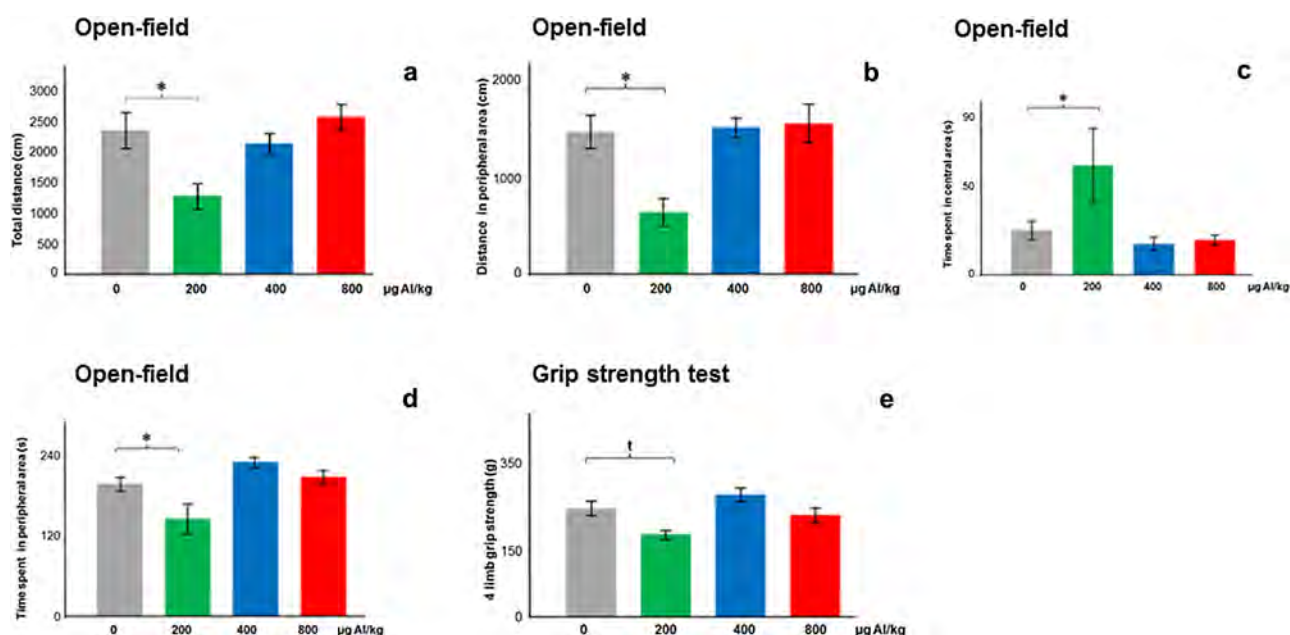 Open-field
a
Total distance (cm)
3000
2500
2000
1500
1000
500
0
*
0 200 400 800 µg Al/kg
Open-field
b
Distance in peripheral area (cm)
2000
1000
0
*
0 200 400 800 µg Al/kg
Open-field
c
Time spent in central area (s)
90
50
0
*
0 200 400 800 µg Al/kg
Open-field
d
Time spent in peripheral area (s)
240
120
0
*
0 200 400 800 µg Al/kg
Grip strength test
e
4 limb grip strength (g)
350
150
0
t
0 200 400 800 µg Al/kg